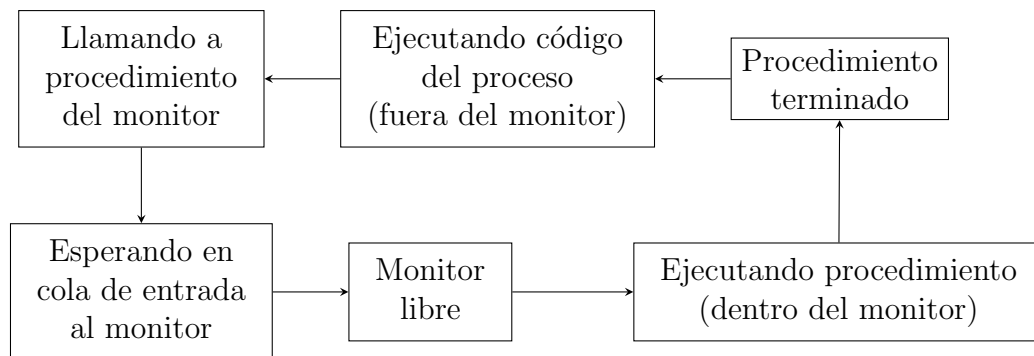 Llamando a
procedimiento
del monitor
Ejecutando código
del proceso
(fuera del monitor)
Procedimiento
terminado
Esperando en
cola de entrada
al monitor
Monitor
libre
Ejecutando procedimiento
(dentro del monitor)